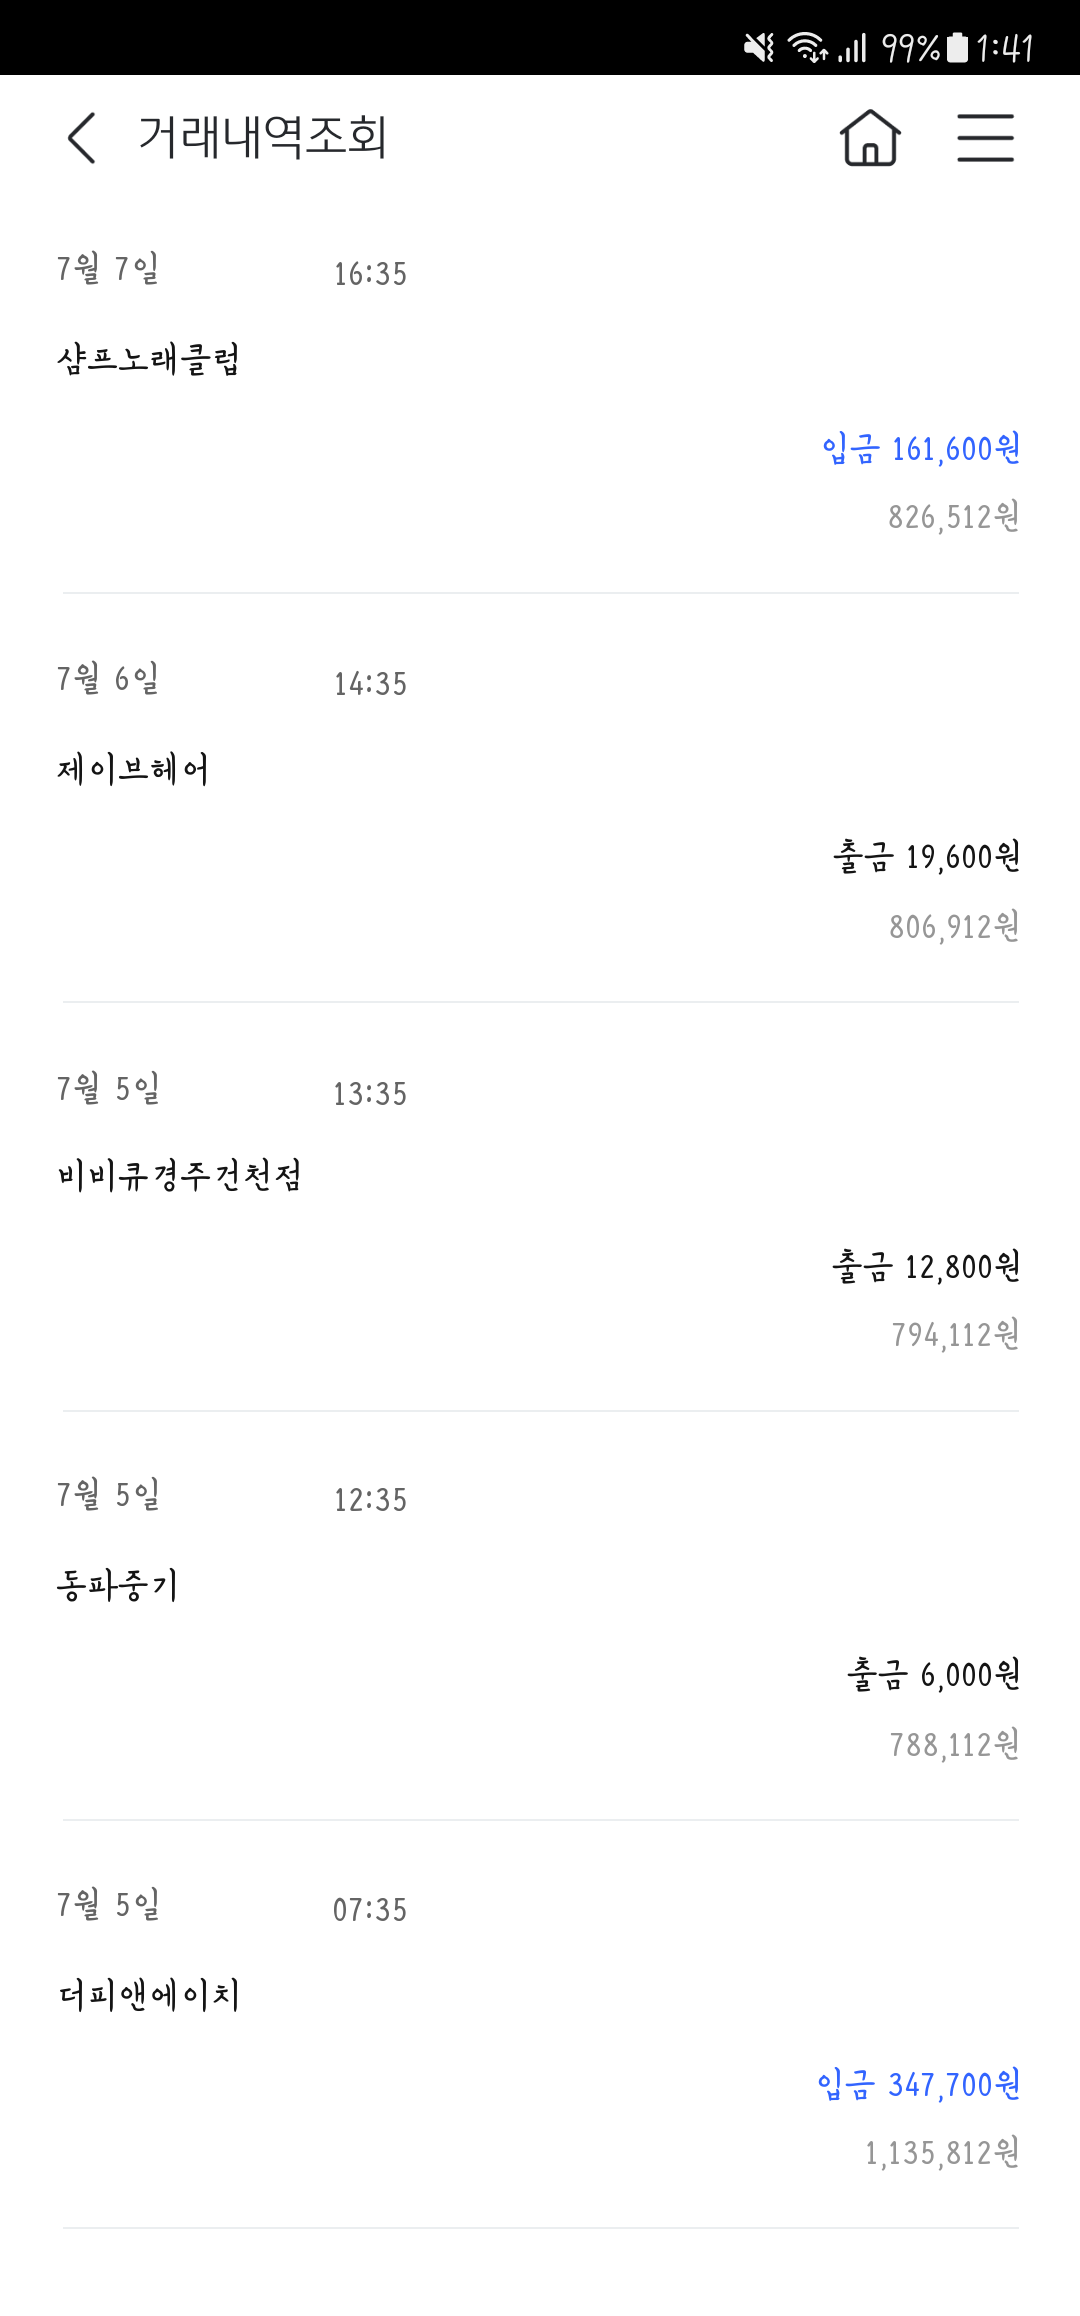 99% 1:41
거래내역조회
7월 7일 16:35
샴프노래클럽
입금 161,600원
826,512원
7월 6일 14:35
제이브헤어
출금 19,600원
806,912원
7월 5일 13:35
비비큐경주건천점
출금 12,800원
794,112원
7월 5일 12:35
동파중기
출금 6,000원
788,112원
7월 5일 07:35
더피앤에이치
입금 347,700원
1,135,812원